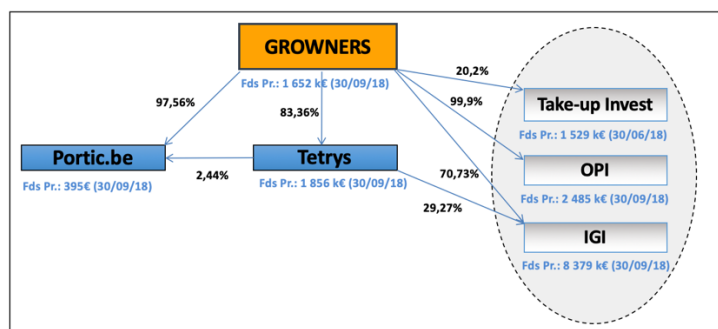 GROWNERS
Fds Pr.: 1 652 k€ (30/09/18)
20,2%
97,56%
83,36%
99,9%
Take-up Invest
Fds Pr.: 1 529 k€ (30/06/18)
Portic.be
Fds Pr.: 395€ (30/09/18)
2,44%
Tetrys
Fds Pr.: 1 856 k€ (30/09/18)
70,73%
OPI
Fds Pr.: 2 485 k€ (30/09/18)
29,27%
IGI
Fds Pr.: 8 379 k€ (30/09/18)